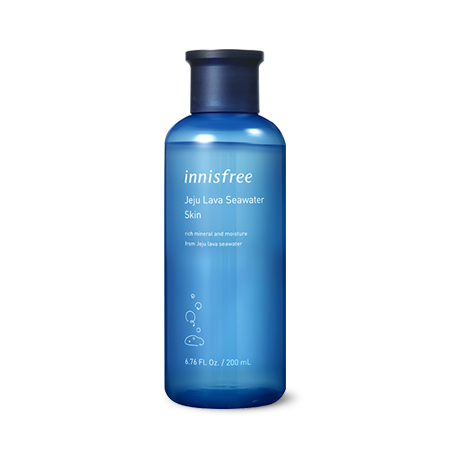 innisfree
Jeju Lava Seawater
Skin
rich mineral and moisture
from Jeju lava seawater
6.76 FL. Oz. / 200 mL